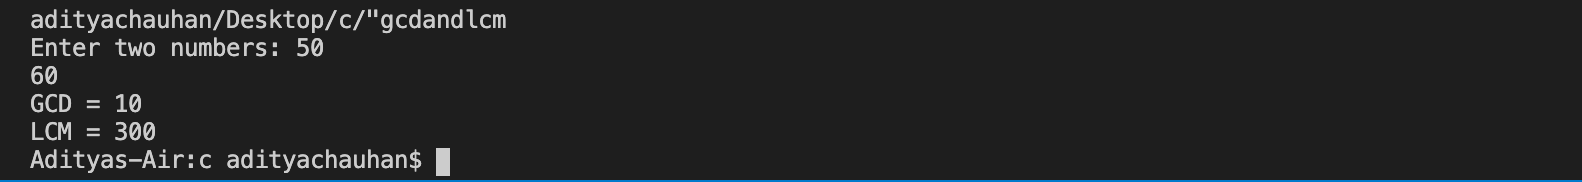 adityachauhan/Desktop/c/"gcdandlcm
Enter two numbers: 50
60
GCD = 10
LCM = 300
Adityas-Air:c adityachauhan$